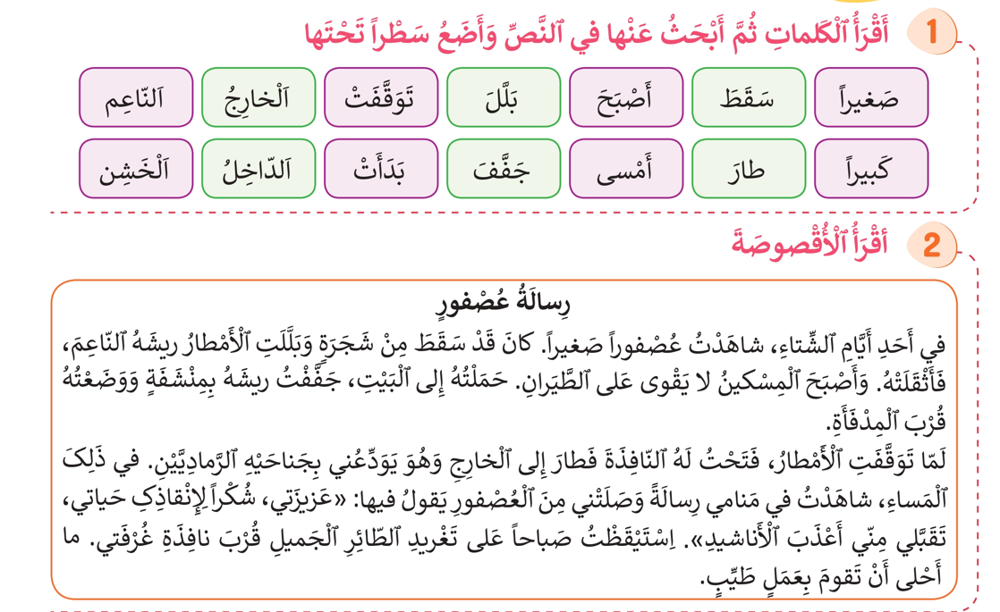 1 أَقْرَأُ ٱلْكَلماتِ ثُمَّ أَبْحَثُ عَنْها في ٱلنَّصِّ وَأَضَعُ سَطْراً تَحْتَها
صَغيراً سَقَطَ أَصْبَحَ بَلَّلَ تَوَقَّفَتْ اَلْخارِجُ اَلنّاعِم
كَبيراً طارَ أَمْسى جَفَّفَ بَدَأَتْ اَلدّاخِلُ اَلْخَشِن
2 أقْرَأُ ٱلْأُقْصوصَةَ
رِسالَةُ عُصْفورٍ
في أَحَدِ أَيَّامِ ٱلشِّتاءِ، شاهَدْتُ عُصْفوراً صَغيراً. كانَ قَدْ سَقَطَ مِنْ شَجَرَةٍ وَبَلَّلَتِ ٱلْأَمْطارُ ريشَهُ ٱلنّاعِمَ،
فَأَثْقَلَتْهُ. وَأَصْبَحَ ٱلْمِسْكينُ لا يَقْوى عَلى ٱلطَّيَرانِ. حَمَلْتُهُ إِلى ٱلْبَيْتِ، جَفَّفْتُ ريشَهُ بِمِنْشَفَةٍ وَوَضَعْتُهُ
قُرْبَ ٱلْمِدْفَأَةِ.
لَمّا تَوَقَّفَتِ ٱلْأَمْطارُ، فَتَحْتُ لَهُ ٱلنّافِذَةَ فَطارَ إِلى ٱلْخارِجِ وَهُوَ يَوَدِّعُني بِجَناحَيْهِ ٱلرَّمادِيَّيْنِ. في ذَلِكَ
ٱلْمَساءِ، شاهَدْتُ في مَنامي رِسالَةً وَصَلَتْني مِنَ ٱلْعُصْفورِ يَقولُ فيها: «عَزيزَتي، شُكْراً لِإِنْقاذِكِ حَياتي،
تَقَبَّلي مِنّي أَعْذَبَ ٱلْأَناشيدِ». اِسْتَيْقَظْتُ صَباحاً عَلى تَغْريدِ ٱلطّائِرِ ٱلْجَميلِ قُرْبَ نافِذَةِ غُرْفَتي. ما
أَحْلى أَنْ تَقومَ بِعَمَلٍ طَيِّبٍ.